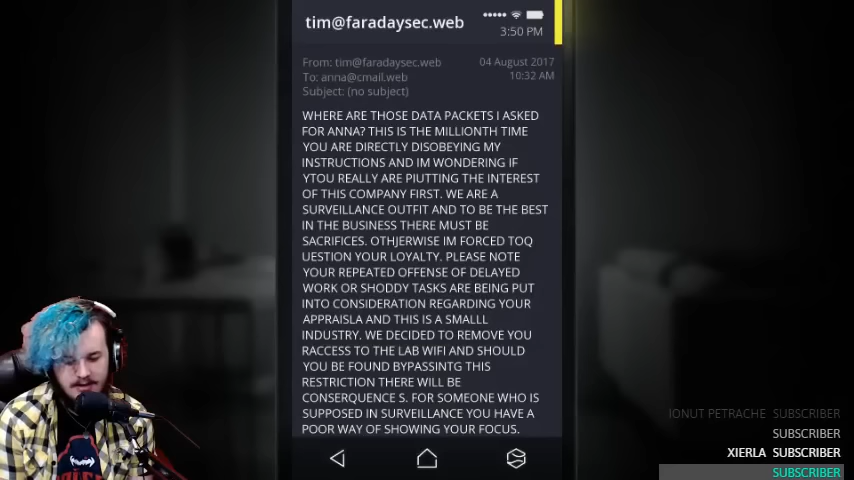 tim@faradaysec.web
3:50 PM
From: tim@faradaysec.web
04 August 2017
To: anna@cmail.web
10:32 AM
Subject: (no subject)
WHERE ARE THOSE DATA PACKETS I ASKED
FOR ANNA? THIS IS THE MILLIONTH TIME
YOU ARE DIRECTLY DISOBEYING MY
INSTRUCTIONS AND IM WONDERING IF
YTOU REALLY ARE PIUTTING THE INTEREST
OF THIS COMPANY FIRST. WE ARE A
SURVEILLANCE OUTFIT AND TO BE THE BEST
IN THE BUSINESS THERE MUST BE
SACRIFICES. OTHJERWISE IM FORCED TOQ
UESTION YOUR LOYALTY. PLEASE NOTE
YOUR REPEATED OFFENSE OF DELAYED
WORK OR SHODDY TASKS ARE BEING PUT
INTO CONSIDERATION REGARDING YOUR
APPRAISLA AND THIS IS A SMALLL
INDUSTRY. WE DECIDED TO REMOVE YOU
RACCESS TO THE LAB WIFI AND SHOULD
YOU BE FOUND BYPASSINTG THIS
RESTRICTION THERE WILL BE
CONSERQUENCE S. FOR SOMEONE WHO IS
SUPPOSED IN SURVEILLANCE YOU HAVE A
POOR WAY OF SHOWING YOUR FOCUS.
IONUT PETRACHE SUBSCRIBER
SUBSCRIBER
XIERLA SUBSCRIBER
SUBSCRIBER